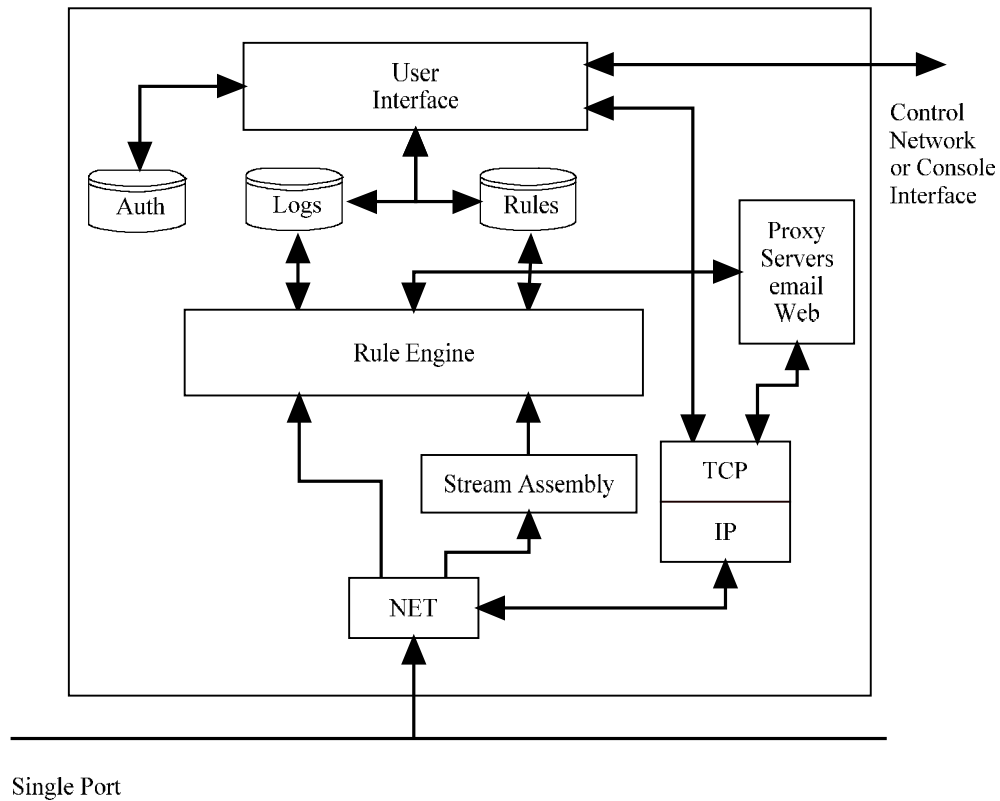 User
Interface
Control
Network
or Console
Interface
Auth
Logs
Rules
Proxy
Servers
email
Web
Rule Engine
Stream Assembly
TCP
IP
NET
Single Port